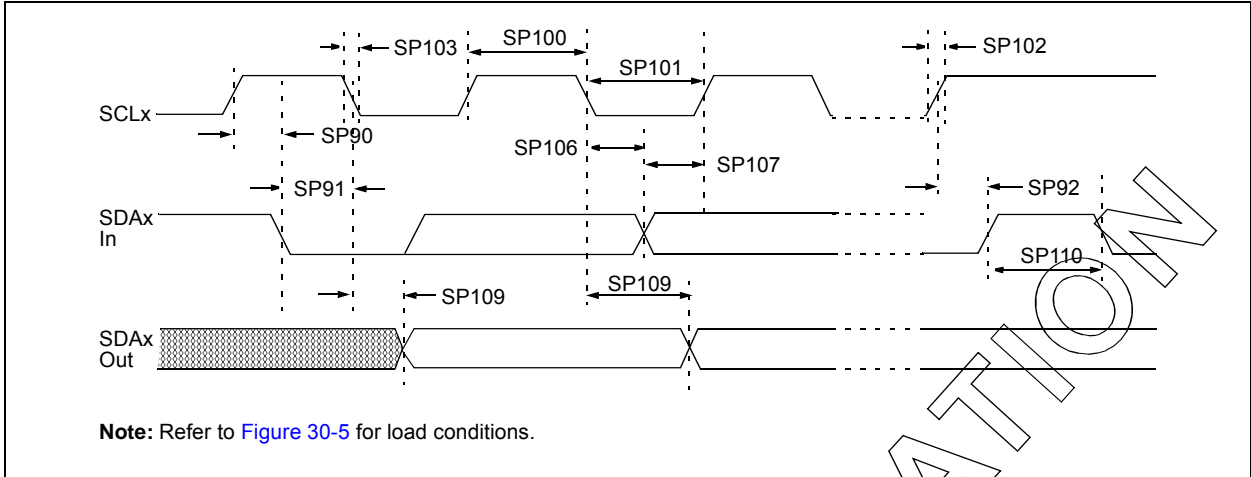 SP103
SP100
SP102
SP101
SCLx
SP90
SP106
SP107
SP91
SP92
SDAx
In
SP110
SP109
SP109
SDAx
Out
Note: Refer to Figure 30-5 for load conditions.
ATION